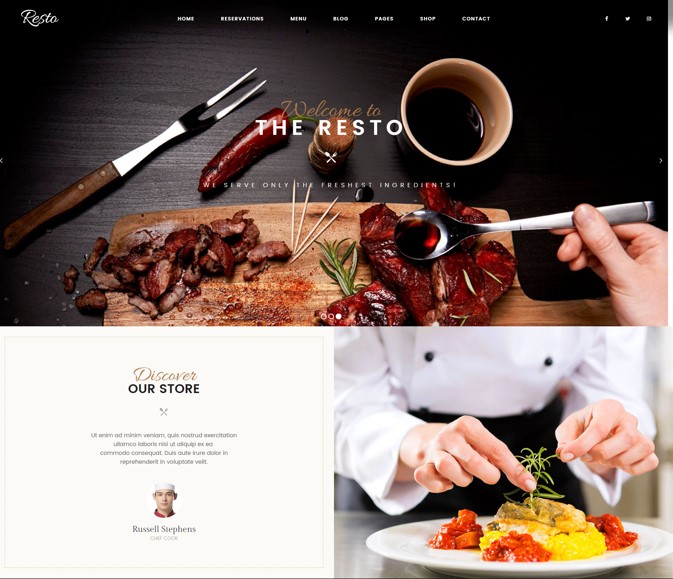 Resto
HOME RESERVATIONS MENU BLOG PAGES SHOP CONTACT
Welcome to
THE RESTO
WE SERVE ONLY THE FRESHEST INGREDIENTS!
Discover
OUR STORE
Ut enim ad minim veniam, quis nostrud exercitation
ullamco laboris nisi ut aliquip ex ea
commodo consequat. Duis aute irure dolor in
reprehenderit in voluptate velit.
Russell Stephens
CHEF COOK